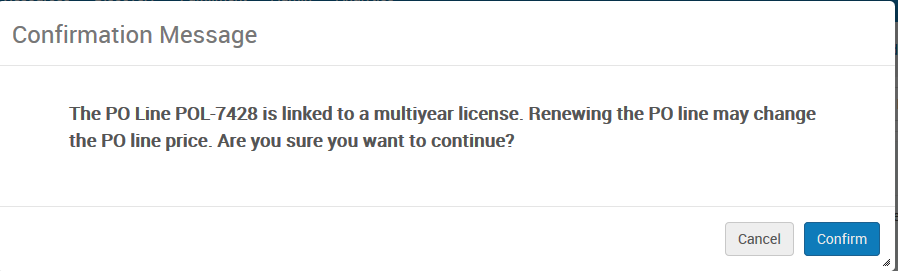 Confirmation Message
The PO Line POL-7428 is linked to a multiyear license. Renewing the PO line may change
the PO line price. Are you sure you want to continue?
Cancel Confirm